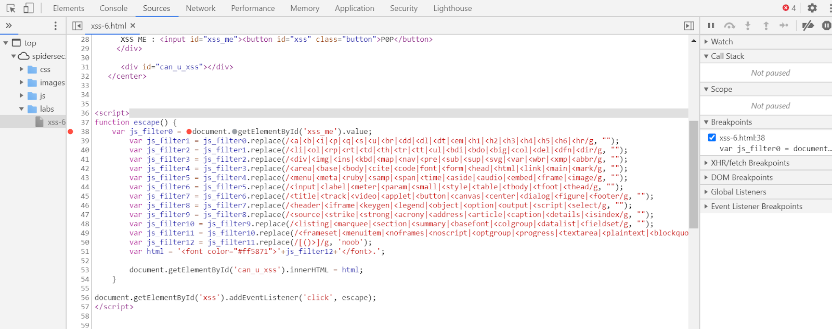 Elements Console Sources Network Performance Memory Application Security Lighthouse 4
xss-6.html
top
spidersec
css
images
js
labs
xss-6
28 XSS ME : <input id="xss_me"><button id="xss" class="button">POP</button>
29 </div>
30
31 <div id="can_u_xss"></div>
32 </center>
33
34
35
36 <script>
37 function escape() {
38 var js_filter0 = document.getElementById('xss_me').value;
39 var js_filter1 = js_filter0.replace(/<a|<b|<i|<p|<q|<s|<u|<br|<dd|<dl|<dt|<em|<h1|<h2|<h3|<h4|<h5|<h6|<hr/g, "");
40 var js_filter2 = js_filter1.replace(/<li|<ol|<rp|<rt|<td|<th|<tr|<tt|<ul|<bdi|<bdo|<big|<col|<del|<dfn|<dir/g, "");
41 var js_filter3 = js_filter2.replace(/<div|<img|<ins|<kbd|<map|<nav|<pre|<sub|<sup|<svg|<var|<wbr|<xmp|<abbr/g, "");
42 var js_filter4 = js_filter3.replace(/<area|<base|<body|<cite|<code|<font|<form|<head|<html|<link|<main|<mark/g, "");
43 var js_filter5 = js_filter4.replace(/<menu|<meta|<ruby|<samp|<span|<time|<aside|<audio|<embed|<frame|<image/g, "");
44 var js_filter6 = js_filter5.replace(/<input|<label|<meter|<param|<small|<style|<table|<tbody|<tfoot|<thead/g, "");
45 var js_filter7 = js_filter6.replace(/<title|<track|<video|<applet|<button|<canvas|<center|<dialog|<figure|<footer/g, "");
46 var js_filter8 = js_filter7.replace(/<header|<iframe|<keygen|<legend|<object|<option|<output|<script|<select/g, "");
47 var js_filter9 = js_filter8.replace(/<source|<strike|<strong|<acrony|<address|<article|<caption|<details|<isindex/g, "");
48 var js_filter10 = js_filter9.replace(/<listing|<marquee|<section|<summary|<basefont|<colgroup|<datalist|<fieldset/g, "");
49 var js_filter11 = js_filter10.replace(/<frameset|<menuitem|<noframes|<noscript|<optgroup|<progress|<textarea|<plaintext|<blockquo
50 var js_filter12 = js_filter11.replace(/[()>]/g, 'noob');
51 var html = '<font color="#ff5871">'+js_filter12+'</font>.';
52
53 document.getElementById('can_u_xss').innerHTML = html;
54 }
55
56 document.getElementById('xss').addEventListener('click', escape);
57 </script>
58
59
Watch
Call Stack
Not paused
Scope
Not paused
Breakpoints
xss-6.html:38
var js_filter0 = documen…
XHR/fetch Breakpoints
DOM Breakpoints
Global Listeners
Event Listener Breakpoints